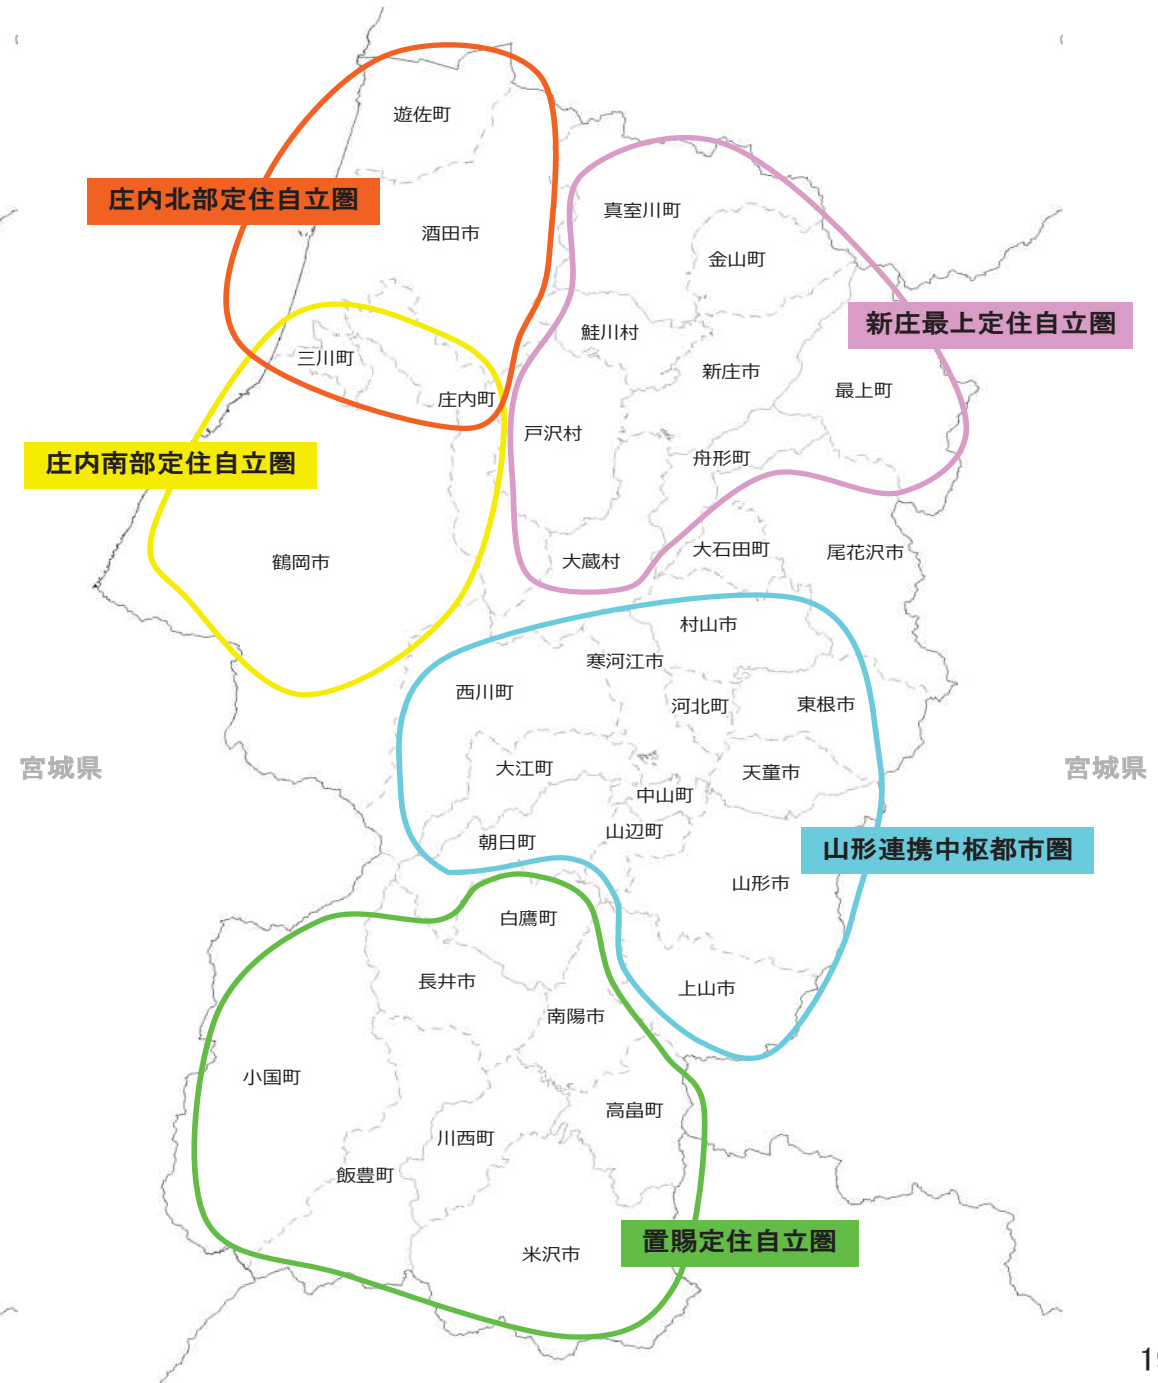 遊佐町
庄内北部定住自立圏
真室川町
酒田市
金山町
新庄最上定住自立圏
鮭川村
三川町
新庄市
最上町
庄内町
戸沢村
庄内南部定住自立圏
舟形町
大石田町
尾花沢市
鶴岡市
大蔵村
村山市
寒河江市
西川町
河北町
東根市
宮城県
大江町
天童市
宮城県
中山町
山辺町
朝日町
山形連携中枢都市圏
山形市
白鷹町
長井市
上山市
南陽市
小国町
高畠町
川西町
飯豊町
置賜定住自立圏
米沢市